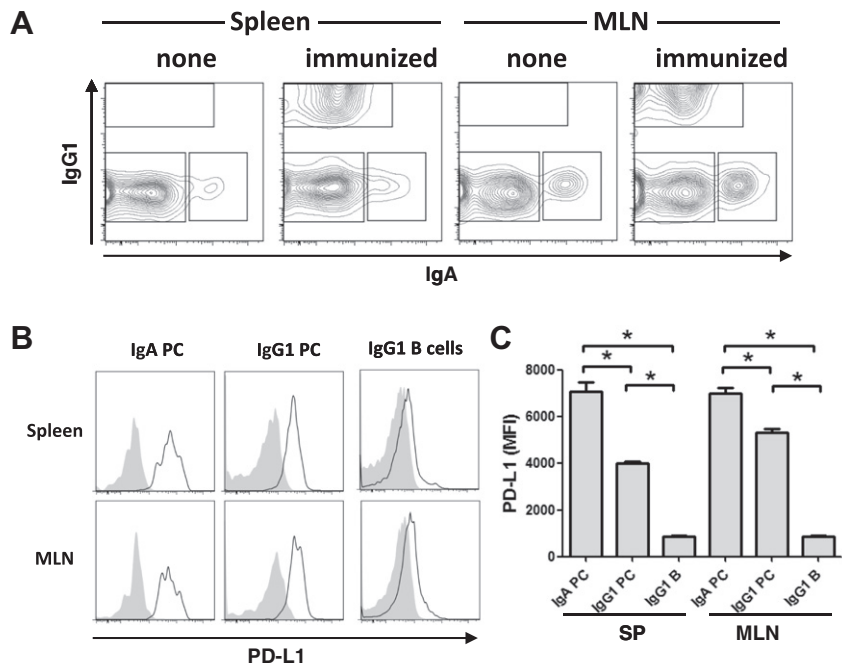 A
Spleen
MLN
none
immunized
none
immunized
IgG1
IgA
B
IgA PC
IgG1 PC
IgG1 B cells
Spleen
MLN
PD-L1
C
* *
* *
* *
PD-L1 (MFI)
8000
6000
4000
2000
0
IgA PC
IgG1 PC
IgG1 B
IgA PC
IgG1 PC
IgG1 B
SP
MLN